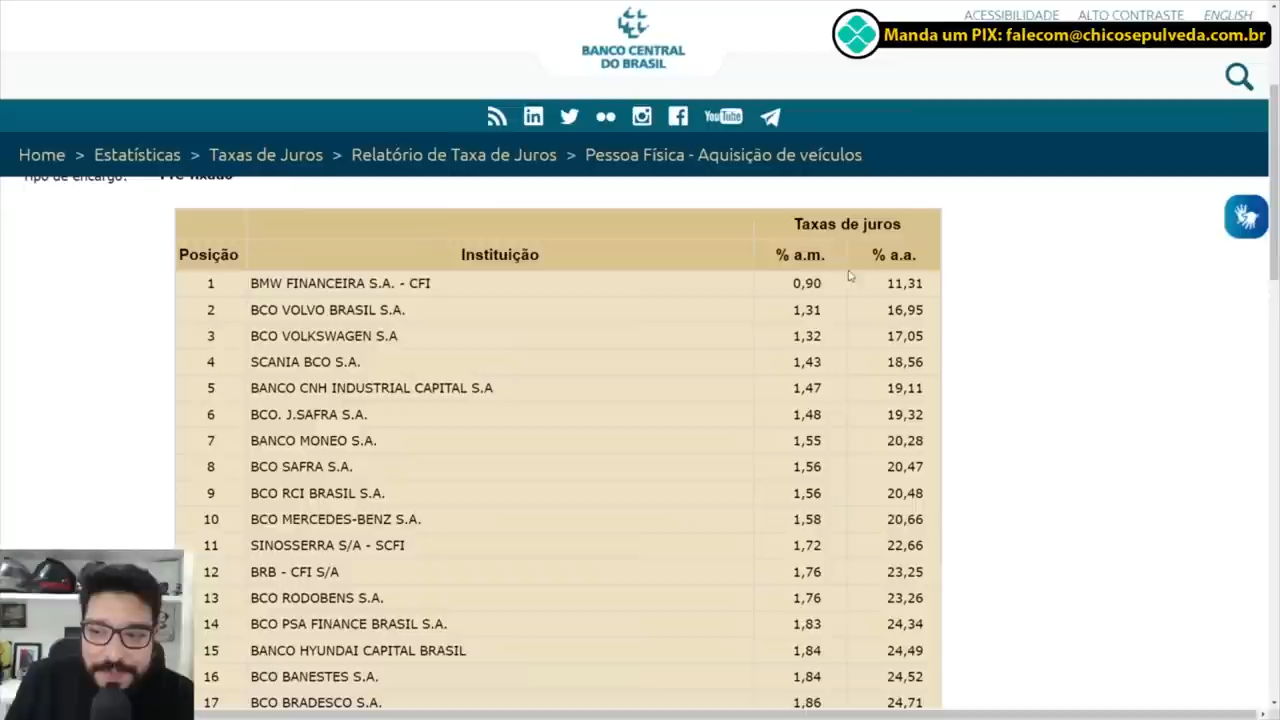 ACESSIBILIDADE ALTO CONTRASTE ENGLISH
Manda um PIX: falecom@chicosepulveda.com.br
BANCO CENTRAL
DO BRASIL
YouTube
Home > Estatísticas > Taxas de Juros > Relatório de Taxa de Juros > Pessoa Física - Aquisição de veículos
Tipo de encargo: Pré-fixado
Taxas de juros
Posição Instituição % a.m. % a.a.
1 BMW FINANCEIRA S.A. - CFI 0,90 11,31
2 BCO VOLVO BRASIL S.A. 1,31 16,95
3 BCO VOLKSWAGEN S.A 1,32 17,05
4 SCANIA BCO S.A. 1,43 18,56
5 BANCO CNH INDUSTRIAL CAPITAL S.A 1,47 19,11
6 BCO. J.SAFRA S.A. 1,48 19,32
7 BANCO MONEO S.A. 1,55 20,28
8 BCO SAFRA S.A. 1,56 20,47
9 BCO RCI BRASIL S.A. 1,56 20,48
10 BCO MERCEDES-BENZ S.A. 1,58 20,66
11 SINOSSERRA S/A - SCFI 1,72 22,66
12 BRB - CFI S/A 1,76 23,25
13 BCO RODOBENS S.A. 1,76 23,26
14 BCO PSA FINANCE BRASIL S.A. 1,83 24,34
15 BANCO HYUNDAI CAPITAL BRASIL 1,84 24,49
16 BCO BANESTES S.A. 1,84 24,52
17 BCO BRADESCO S.A. 1,86 24,71